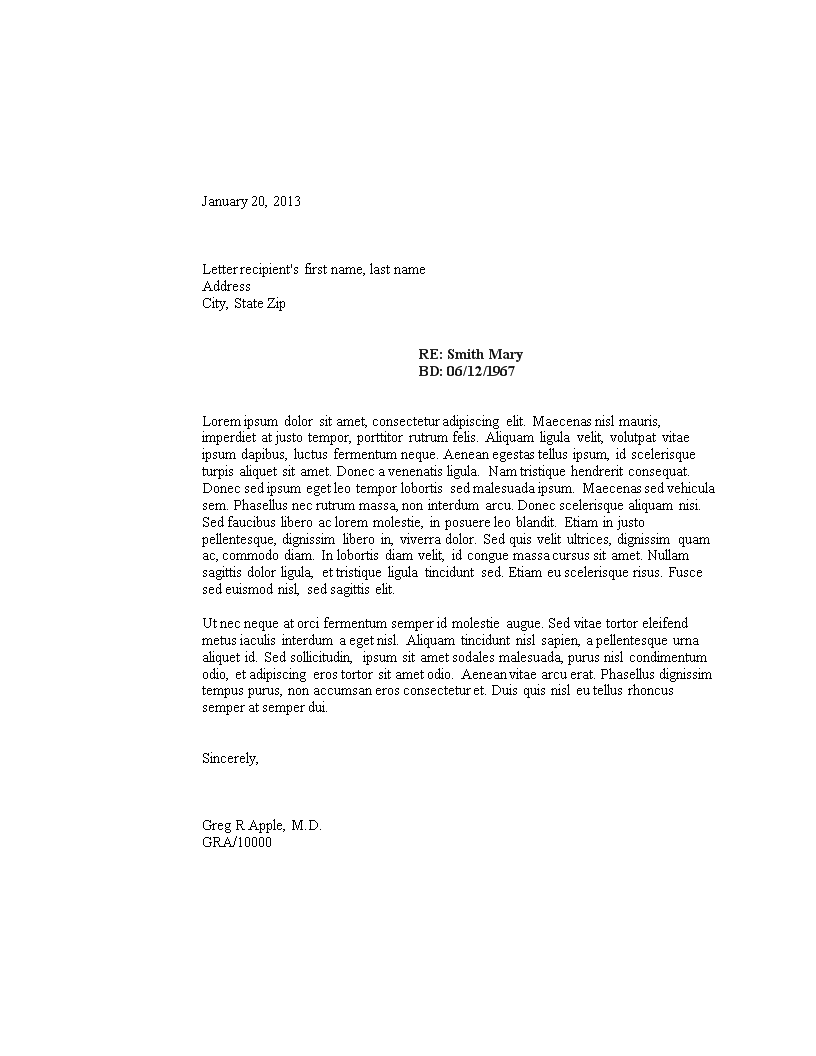 January 20, 2013
Letter recipient's first name, last name
Address
City, State Zip
RE: Smith Mary
BD: 06/12/1967
Lorem ipsum dolor sit amet, consectetur adipiscing elit. Maecenas nisl mauris,
imperdiet at justo tempor, porttitor rutrum felis. Aliquam ligula velit, volutpat vitae
ipsum dapibus, luctus fermentum neque. Aenean egestas tellus ipsum, id scelerisque
turpis aliquet sit amet. Donec a venenatis ligula. Nam tristique hendrerit consequat.
Donec sed ipsum eget leo tempor lobortis sed malesuada ipsum. Maecenas sed vehicula
sem. Phasellus nec rutrum massa, non interdum arcu. Donec scelerisque aliquam nisi.
Sed faucibus libero ac lorem molestie, in posuere leo blandit. Etiam in justo
pellentesque, dignissim libero in, viverra dolor. Sed quis velit ultrices, dignissim quam
ac, commodo diam. In lobortis diam velit, id congue massa cursus sit amet. Nullam
sagittis dolor ligula, et tristique ligula tincidunt sed. Etiam eu scelerisque risus. Fusce
sed euismod nisl, sed sagittis elit.
Ut nec neque at orci fermentum semper id molestie augue. Sed vitae tortor eleifend
metus iaculis interdum a eget nisl. Aliquam tincidunt nisl sapien, a pellentesque urna
aliquet id. Sed sollicitudin, ipsum sit amet sodales malesuada, purus nisl condimentum
odio, et adipiscing eros tortor sit amet odio. Aenean vitae arcu erat. Phasellus dignissim
tempus purus, non accumsan eros consectetur et. Duis quis nisl eu tellus rhoncus
semper at semper dui.
Sincerely,
Greg R Apple, M.D.
GRA/10000